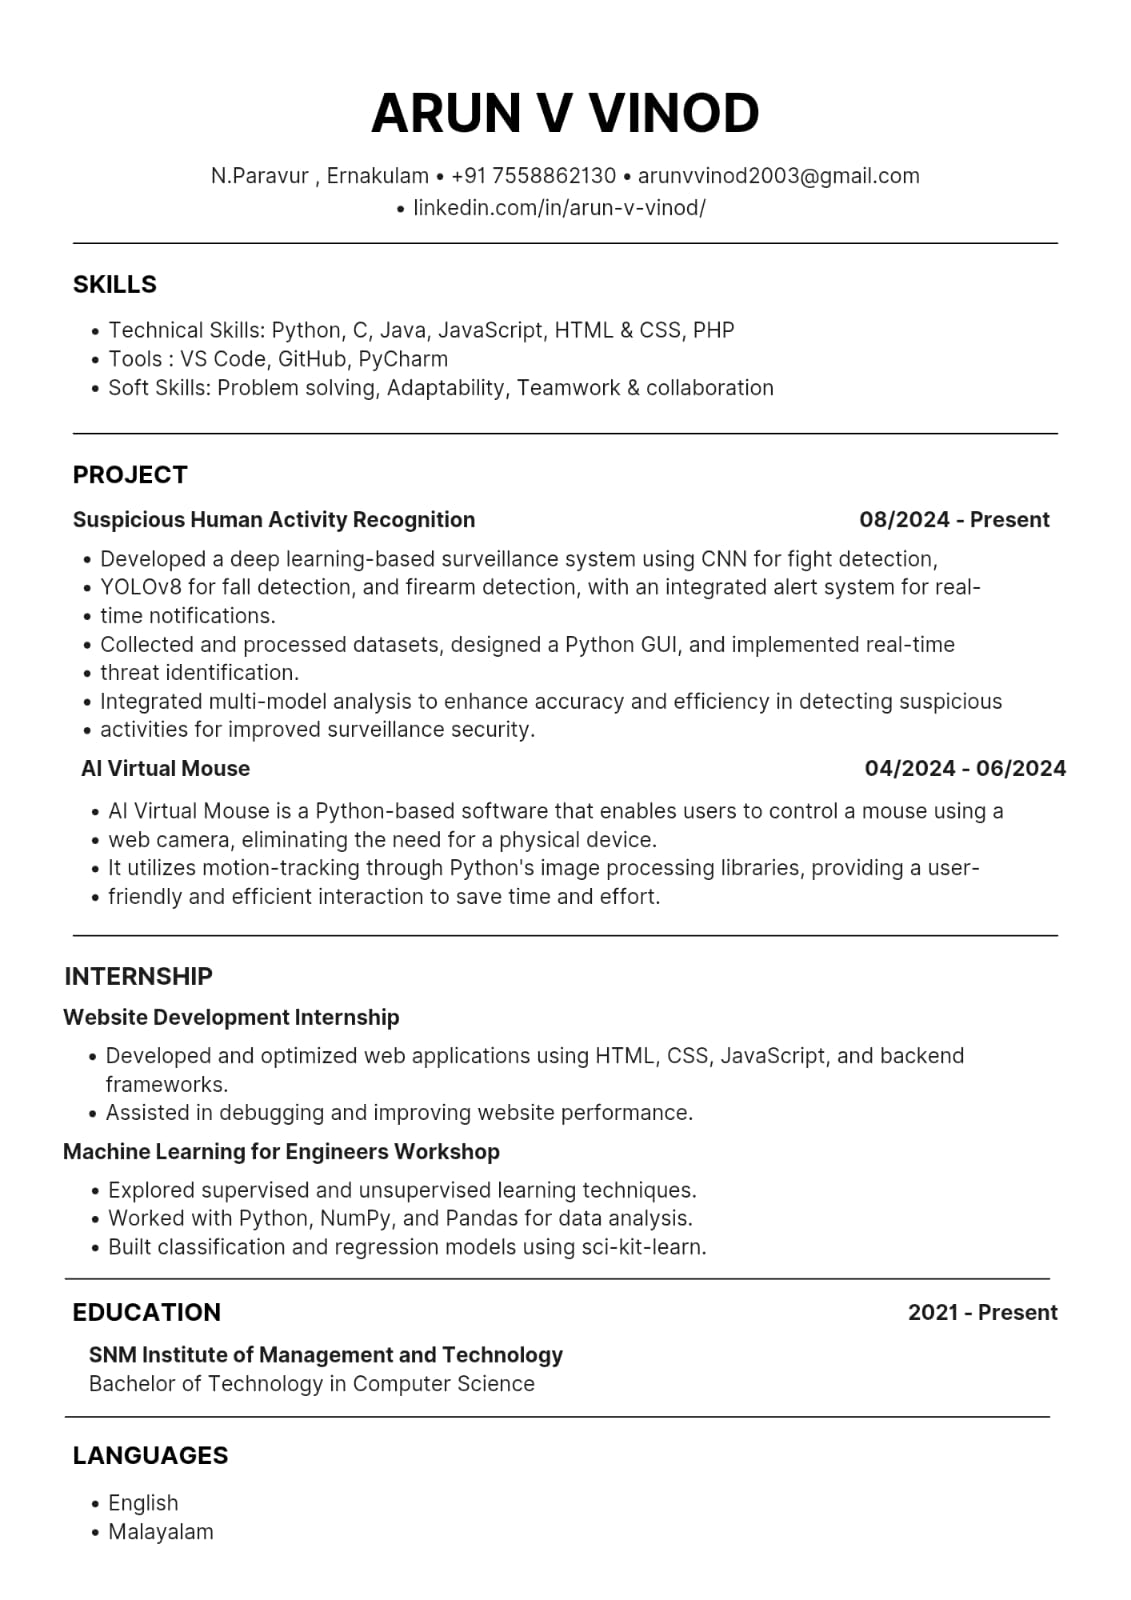 ARUN V VINOD
N.Paravur , Ernakulam • +91 7558862130 • arunvvinod2003@gmail.com
• linkedin.com/in/arun-v-vinod/
SKILLS
• Technical Skills: Python, C, Java, JavaScript, HTML & CSS, PHP
• Tools : VS Code, GitHub, PyCharm
• Soft Skills: Problem solving, Adaptability, Teamwork & collaboration
PROJECT
Suspicious Human Activity Recognition 08/2024 - Present
• Developed a deep learning-based surveillance system using CNN for fight detection,
• YOLOv8 for fall detection, and firearm detection, with an integrated alert system for real-
• time notifications.
• Collected and processed datasets, designed a Python GUI, and implemented real-time
• threat identification.
• Integrated multi-model analysis to enhance accuracy and efficiency in detecting suspicious
• activities for improved surveillance security.
AI Virtual Mouse 04/2024 - 06/2024
• AI Virtual Mouse is a Python-based software that enables users to control a mouse using a
• web camera, eliminating the need for a physical device.
• It utilizes motion-tracking through Python's image processing libraries, providing a user-
• friendly and efficient interaction to save time and effort.
INTERNSHIP
Website Development Internship
• Developed and optimized web applications using HTML, CSS, JavaScript, and backend
frameworks.
• Assisted in debugging and improving website performance.
Machine Learning for Engineers Workshop
• Explored supervised and unsupervised learning techniques.
• Worked with Python, NumPy, and Pandas for data analysis.
• Built classification and regression models using sci-kit-learn.
EDUCATION 2021 - Present
SNM Institute of Management and Technology
Bachelor of Technology in Computer Science
LANGUAGES
• English
• Malayalam